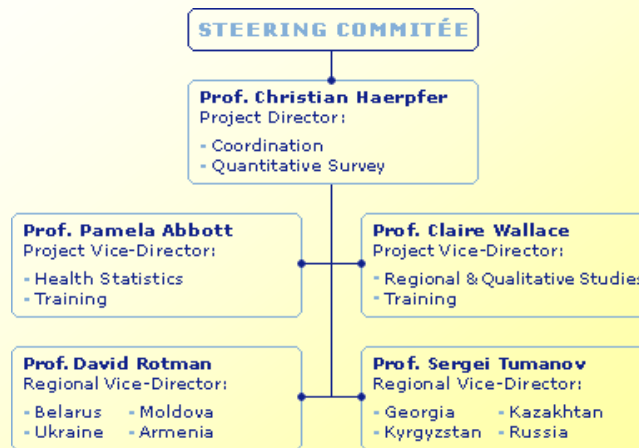 STEERING COMMITÉE
Prof. Christian Haerpfer
Project Director:
- Coordination
- Quantitative Survey
Prof. Pamela Abbott
Project Vice-Director:
- Health Statistics
- Training
Prof. Claire Wallace
Project Vice-Director:
- Regional & Qualitative Studies
- Training
Prof. David Rotman
Regional Vice-Director:
- Belarus - Moldova
- Ukraine - Armenia
Prof. Sergei Tumanov
Regional Vice-Director:
- Georgia - Kazakhtan
- Kyrgyzstan - Russia